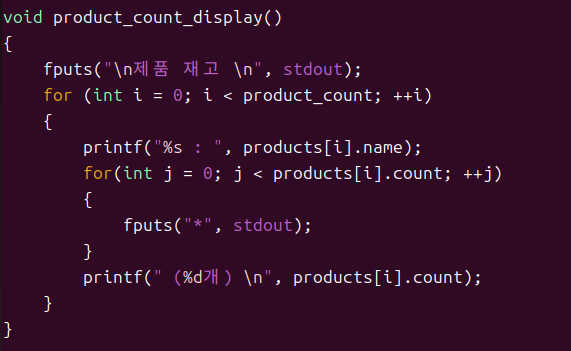 void product_count_display()
{
    fputs("\n제품 재고 \n", stdout);
    for (int i = 0; i < product_count; ++i)
    {
        printf("%s : ", products[i].name);
        for(int j = 0; j < products[i].count; ++j)
        {
            fputs("*", stdout);
        }
        printf(" (%d개) \n", products[i].count);
    }
}